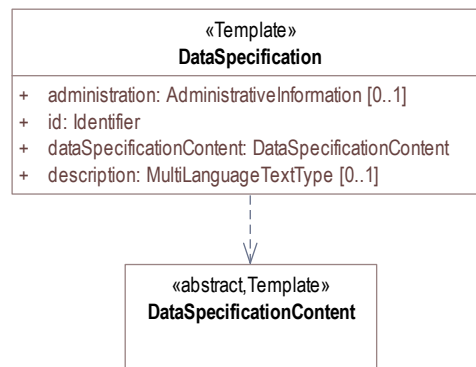 «Template»
DataSpecification
+ administration: AdministrativeInformation [0..1]
+ id: Identifier
+ dataSpecificationContent: DataSpecificationContent
+ description: MultiLanguageTextType [0..1]
«abstract,Template»
DataSpecificationContent